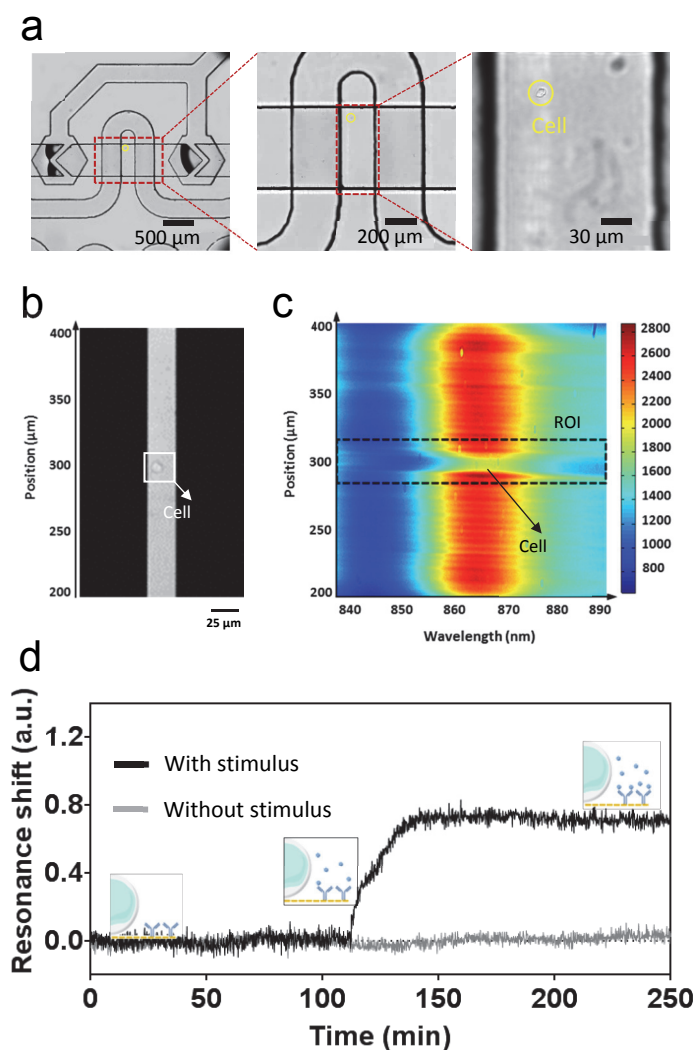 a
Cell
500 µm
200 µm
30 µm
b
400
350
300
250
200
Position (µm)
Cell
25 µm
c
400
350
300
250
200
Position (µm)
ROI
Cell
840 850 860 870 880 890
Wavelength (nm)
2800
2600
2400
2200
2000
1800
1600
1400
1200
1000
800
d
Resonance shift (a.u.)
1.2
0.8
0.4
0.0
With stimulus
Without stimulus
0 50 100 150 200 250
Time (min)